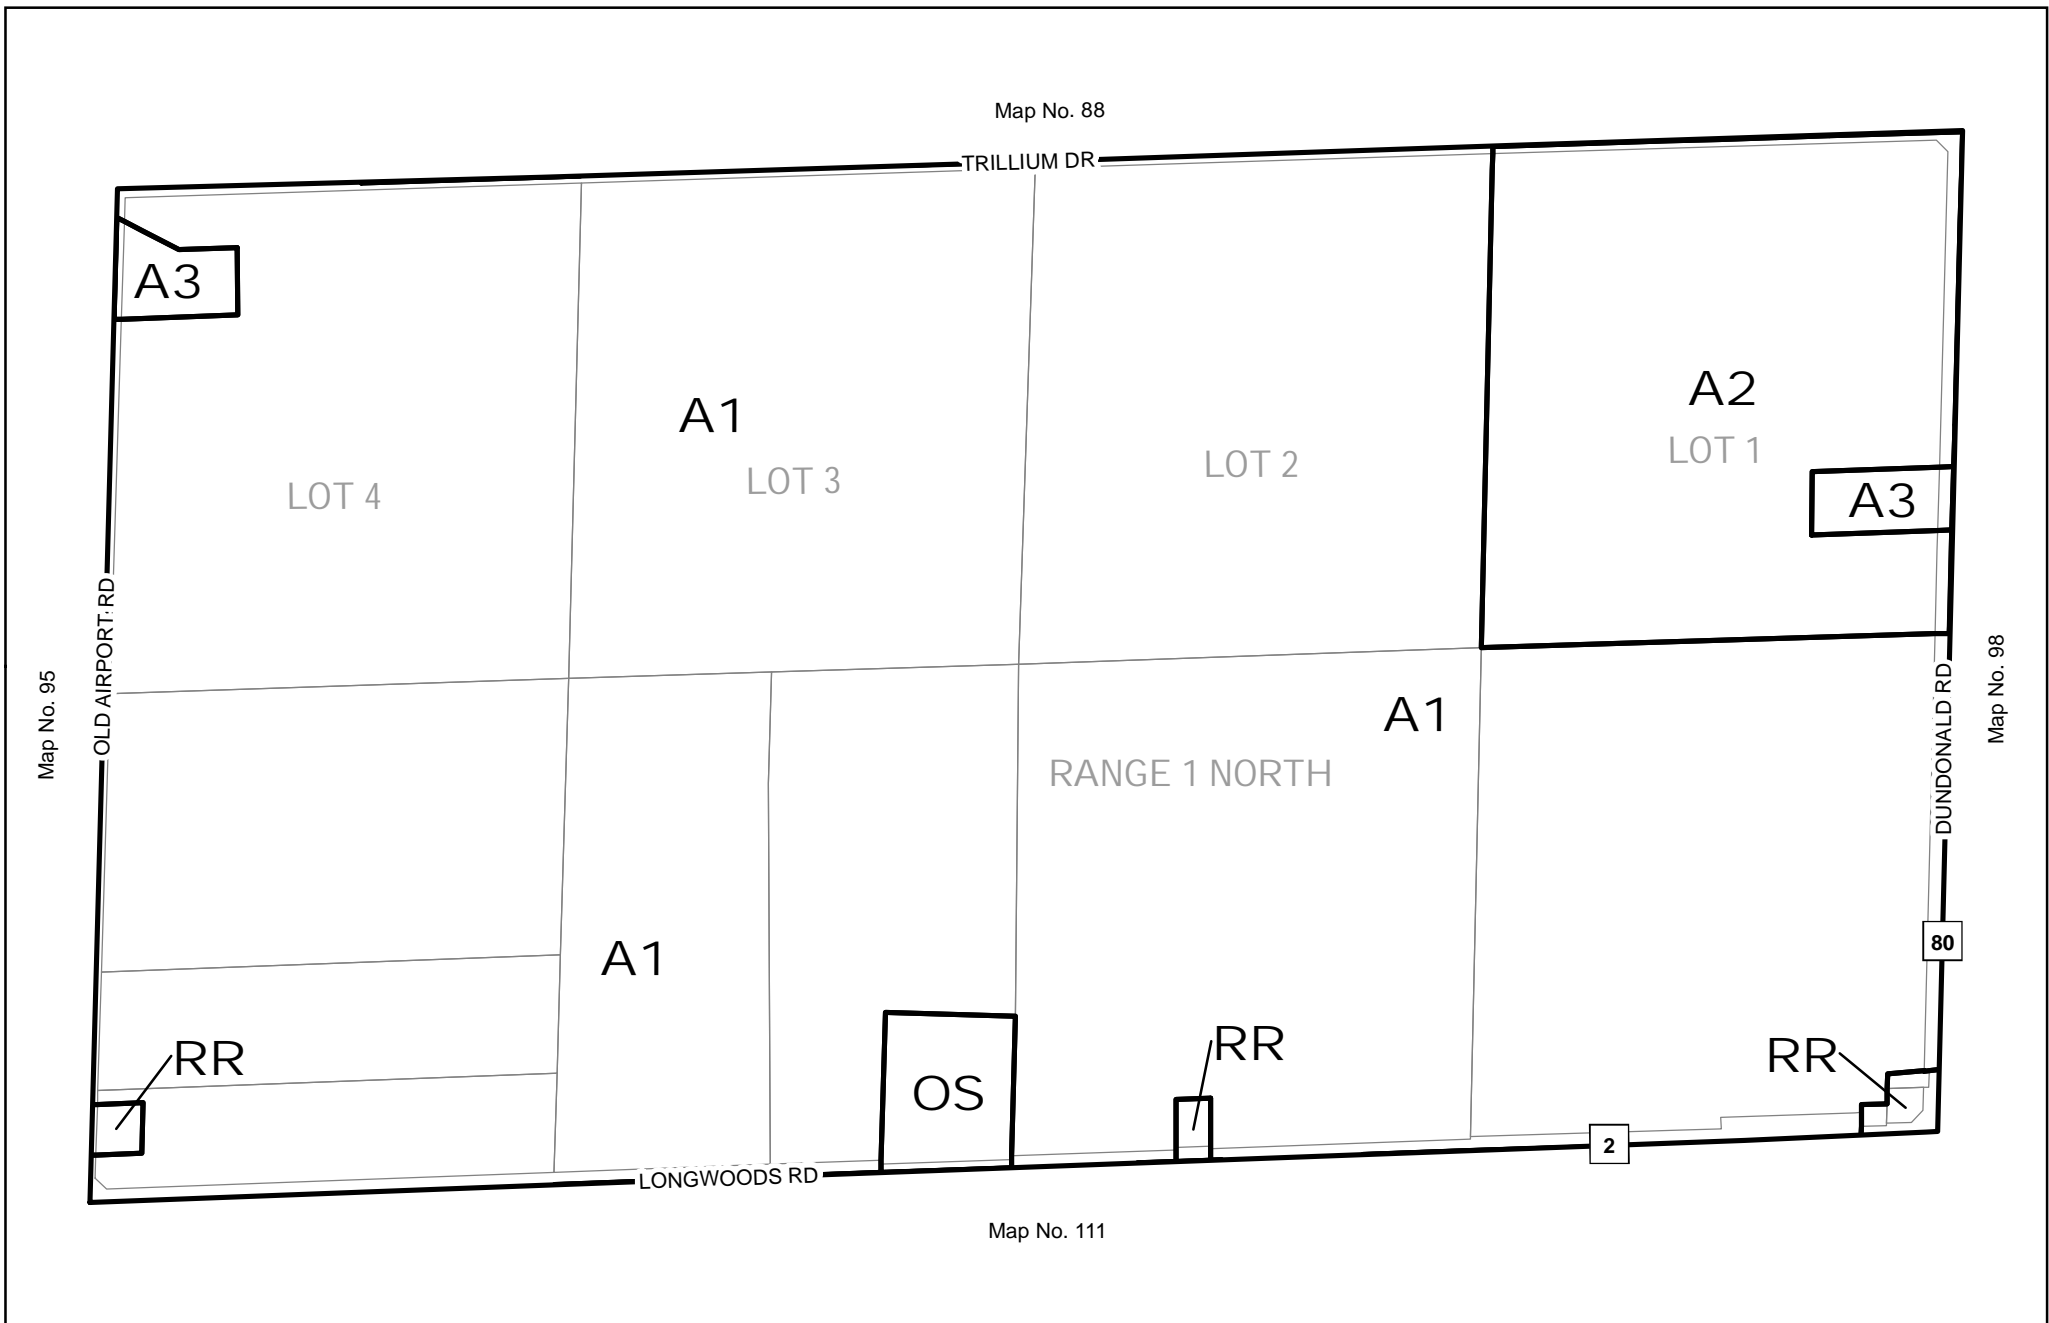 Map No. 88
TRILLIUM DR
A3
A2
A1
LOT 1
LOT 2
LOT 3
LOT 4
A3
OLD AIRPORT RD
Map No. 95
Map No. 98
DUNDONALD RD
A1
RANGE 1 NORTH
80
A1
RR
RR
RR
OS
2
LONGWOODS RD
Map No. 111